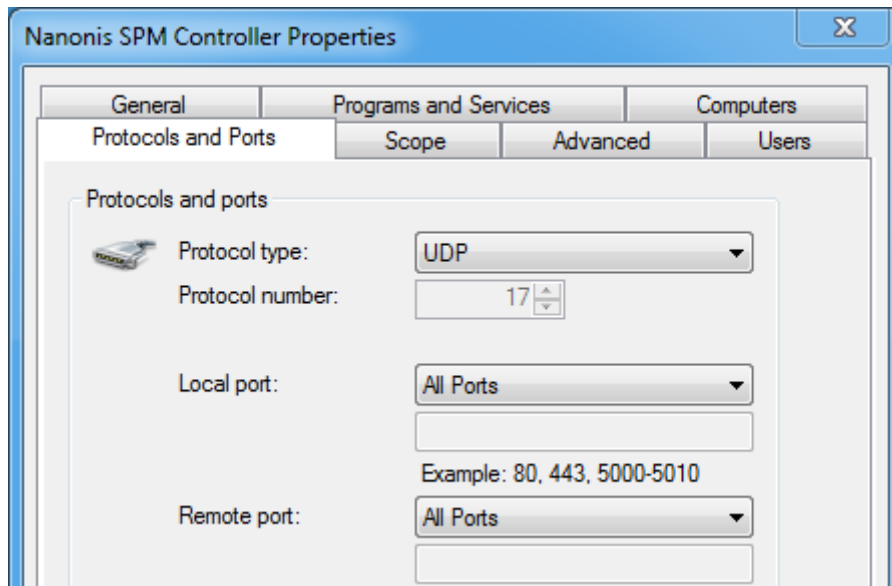 Nanonis SPM Controller Properties
General Programs and Services Computers
Protocols and Ports Scope Advanced Users
Protocols and ports
Protocol type: UDP
Protocol number: 17
Local port: All Ports
Example: 80, 443, 5000-5010
Remote port: All Ports